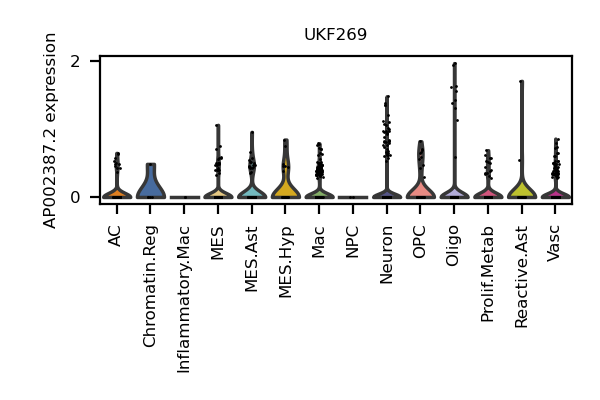 UKF269
AP002387.2 expression
2
0
AC
Chromatin.Reg
Inflammatory.Mac
MES
MES.Ast
MES.Hyp
Mac
NPC
Neuron
OPC
Oligo
Prolif.Metab
Reactive.Ast
Vasc